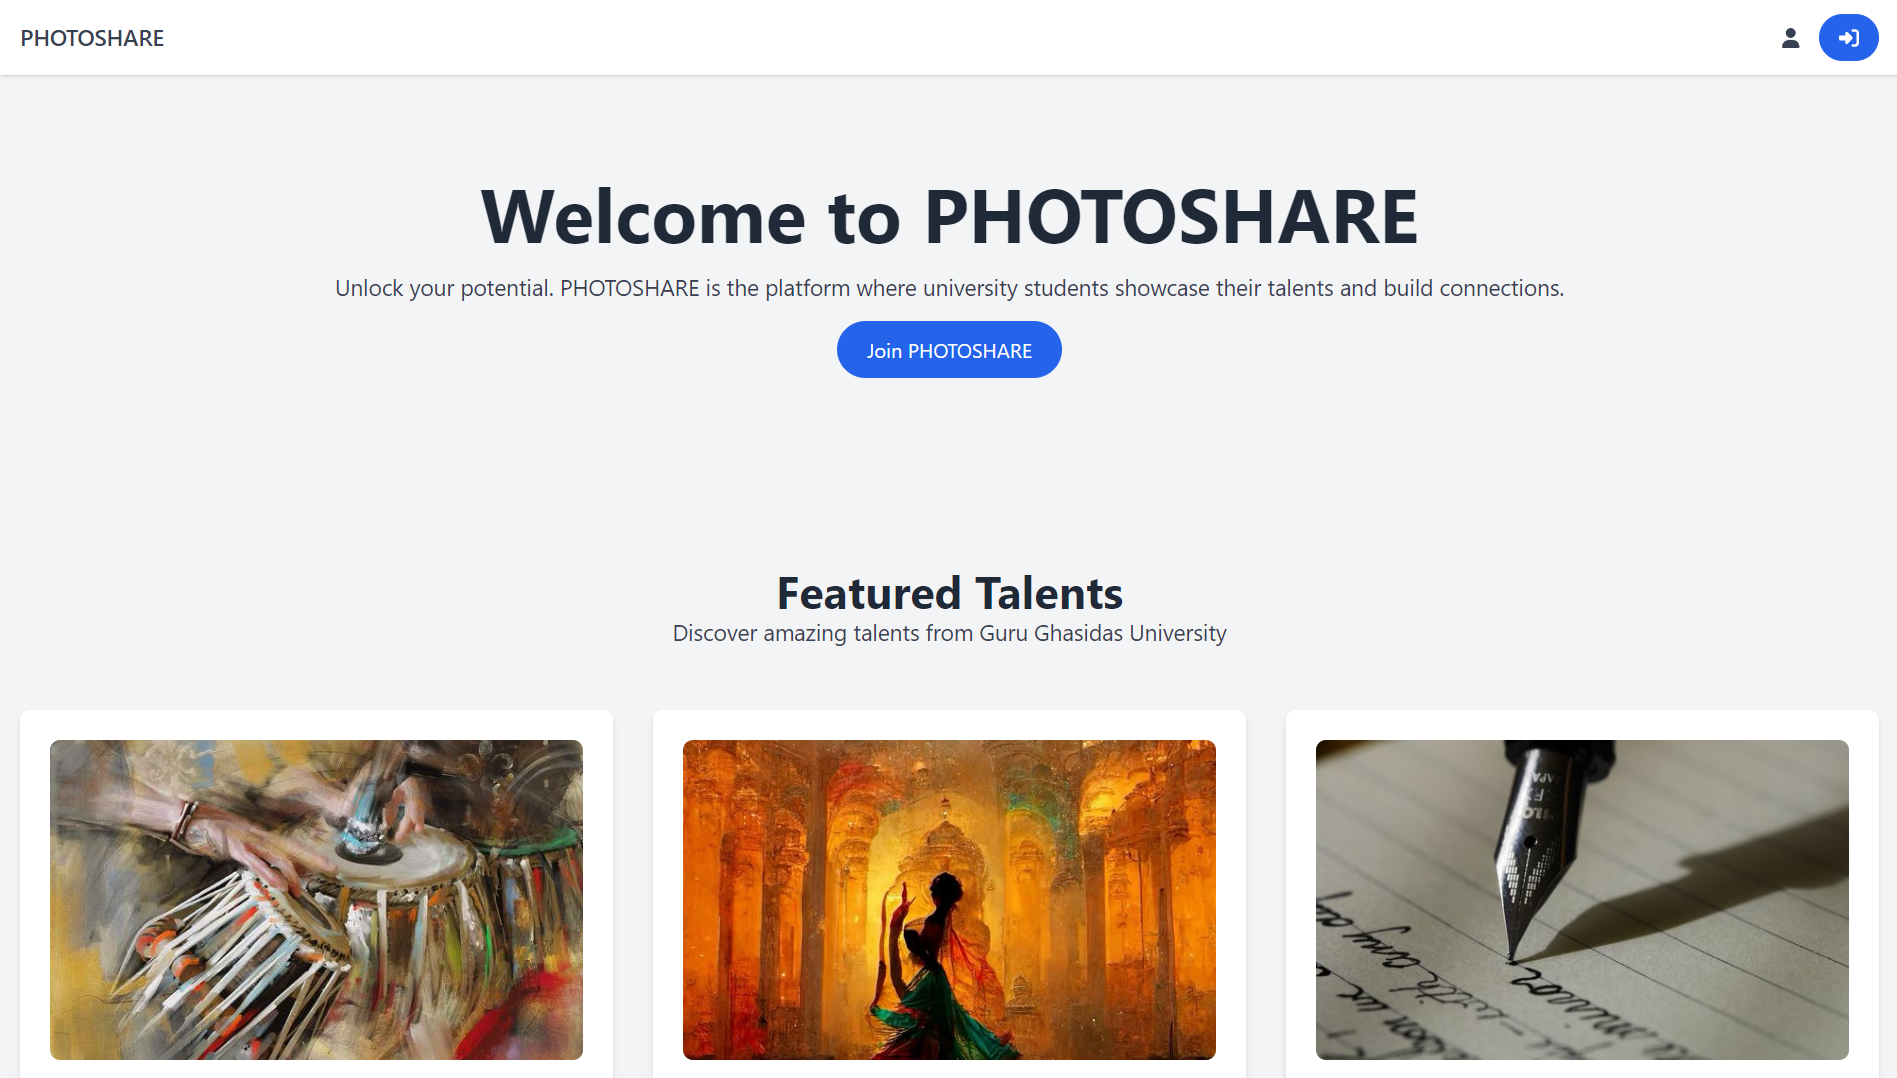 PHOTOSHARE
Welcome to PHOTOSHARE
Unlock your potential. PHOTOSHARE is the platform where university students showcase their talents and build connections.
Join PHOTOSHARE
Featured Talents
Discover amazing talents from Guru Ghasidas University